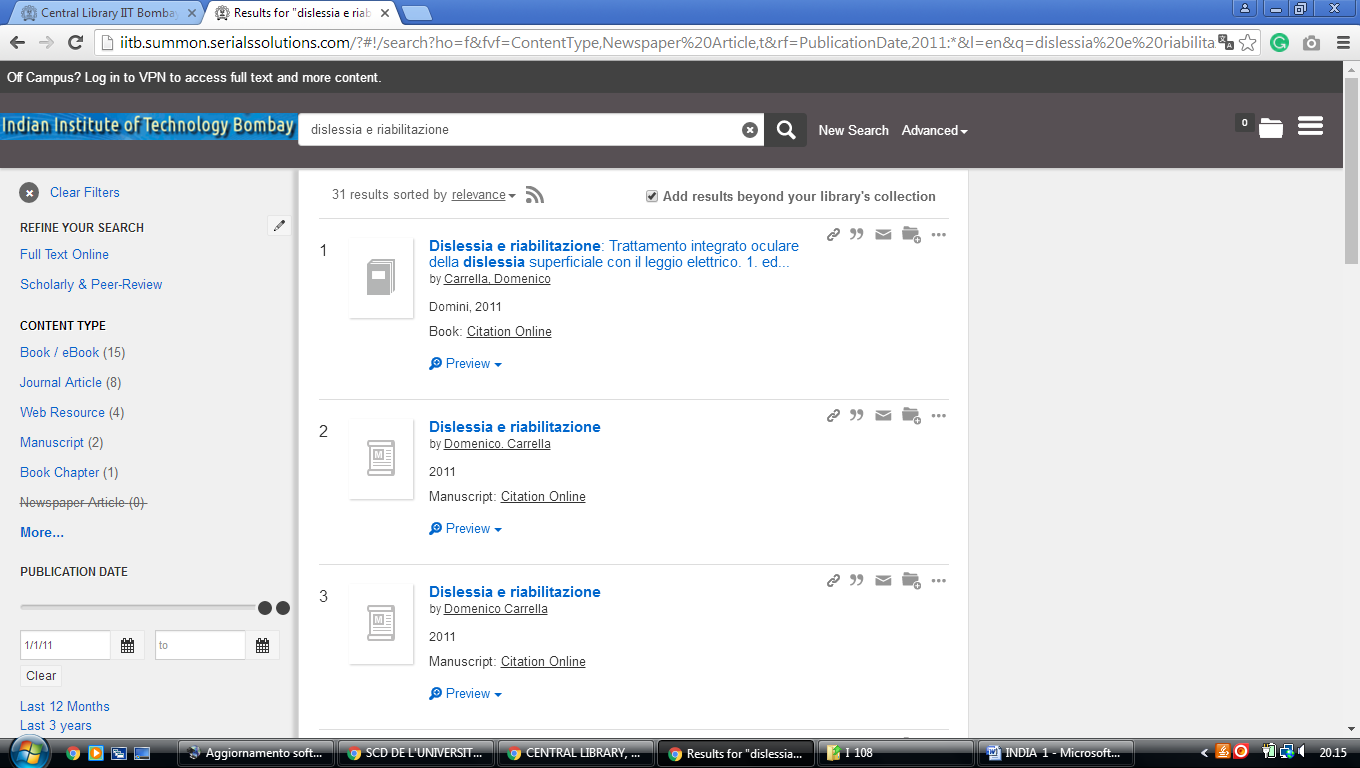 Central Library IIT Bombay
Results for "dislessia e riab
iitb.summon.serialssolutions.com/?#!/search?ho=f&fvf=ContentType,Newspaper%20Article,t&rf=PublicationDate,2011:*&l=en&q=dislessia%20e%20riabilita
Off Campus? Log in to VPN to access full text and more content.
Indian Institute of Technology Bombay
dislessia e riabilitazione
New Search
Advanced
0
Clear Filters
REFINE YOUR SEARCH
Full Text Online
Scholarly & Peer-Review
CONTENT TYPE
Book / eBook (15)
Journal Article (8)
Web Resource (4)
Manuscript (2)
Book Chapter (1)
Newspaper Article (0)
More...
PUBLICATION DATE
1/1/11
to
Clear
Last 12 Months
Last 3 years
31 results sorted by relevance
Add results beyond your library's collection
1
Dislessia e riabilitazione: Trattamento integrato oculare
della dislessia superficiale con il leggio elettrico. 1. ed...
by Carrella, Domenico
Domini, 2011
Book: Citation Online
Preview
2
M
Dislessia e riabilitazione
by Domenico. Carrella
2011
Manuscript: Citation Online
Preview
3
M
Dislessia e riabilitazione
by Domenico Carrella
2011
Manuscript: Citation Online
Preview
Aggiornamento soft...
SCD DE L'UNIVERSIT...
CENTRAL LIBRARY, ...
Results for "dislessia...
I 108
INDIA 1 - Microsoft...
20.15